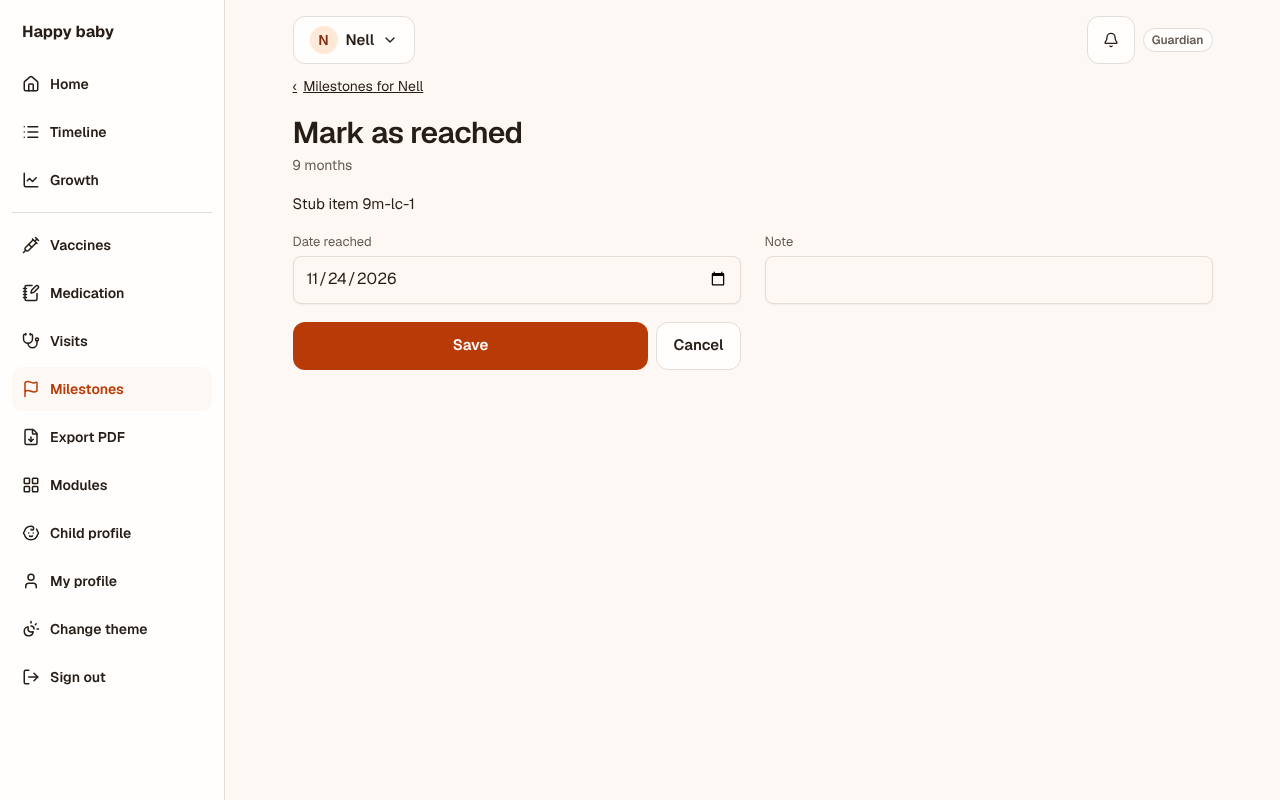 Happy baby
Home
Timeline
Growth
Vaccines
Medication
Visits
Milestones
Export PDF
Modules
Child profile
My profile
Change theme
Sign out
N Nell
Guardian
‹ Milestones for Nell
Mark as reached
9 months
Stub item 9m-lc-1
Date reached
11/24/2026
Note
Save
Cancel